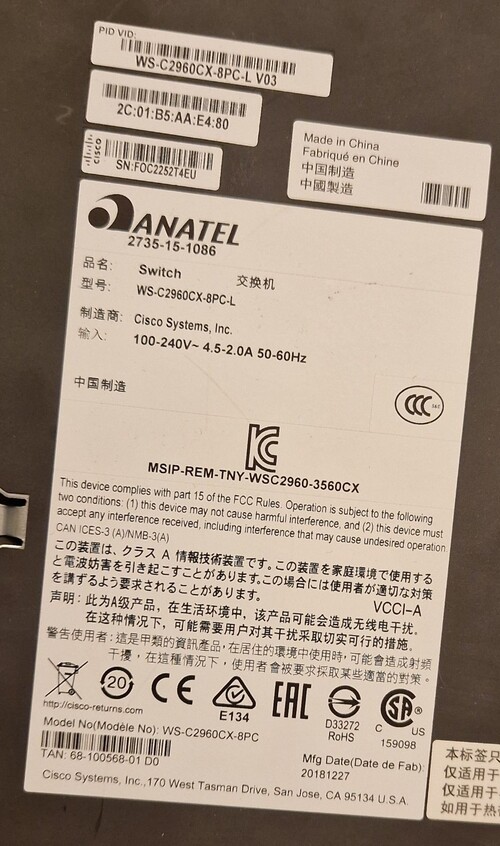 PID VID:
WS-C2960CX-8PC-L V03
2C:01:B5:AA:E4:80
CISCO
SN:FOC2252T4EU
Made in China
Fabriqué en Chine
中国制造
中國製造
ANATEL
2735-15-1086
品名: Switch 交换机
型号: WS-C2960CX-8PC-L
制造商: Cisco Systems, Inc.
输入: 100-240V~ 4.5-2.0A 50-60Hz
中国制造
CCC
MSIP-REM-TNY-WSC2960-3560CX
This device complies with part 15 of the FCC Rules. Operation is subject to the following
two conditions: (1) this device may not cause harmful interference, and (2) this device must
accept any interference received, including interference that may cause undesired operation.
CAN ICES-3 (A)/NMB-3(A)
この装置は、クラス A 情報技術装置です。この装置を家庭環境で使用する
と電波妨害を引き起こすことがあります。この場合には使用者が適切な対策
を講ずるよう要求されることがあります。 VCCI-A
声明: 此为A级产品，在生活环境中，该产品可能会造成无线电干扰。
在这种情况下，可能需要用户对其干扰采取切实可行的措施。
警告使用者: 這是甲類的資訊產品，在居住的環境中使用時，可能會造成射頻
干擾，在這種情況下，使用者會被要求採取某些適當的對策。
20
CE
E134
EAC
D33272
RoHS
SA
C US
159098
http://cisco-returns.com
Model No(Modèle No): WS-C2960CX-8PC
TAN: 68-100568-01 D0
Mfg Date(Date de Fab):
20181227
Cisco Systems, Inc.,170 West Tasman Drive, San Jose, CA 95134 U.S.A.
本标签只
仅适用于
仅适用于
如用于热